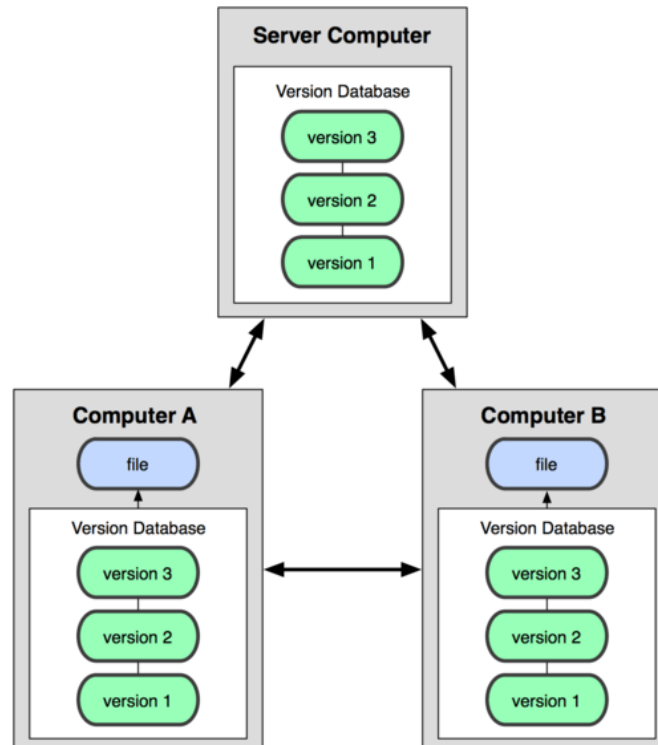 Server Computer
Version Database
version 3
version 2
version 1
Computer A
file
Version Database
version 3
version 2
version 1
Computer B
file
Version Database
version 3
version 2
version 1